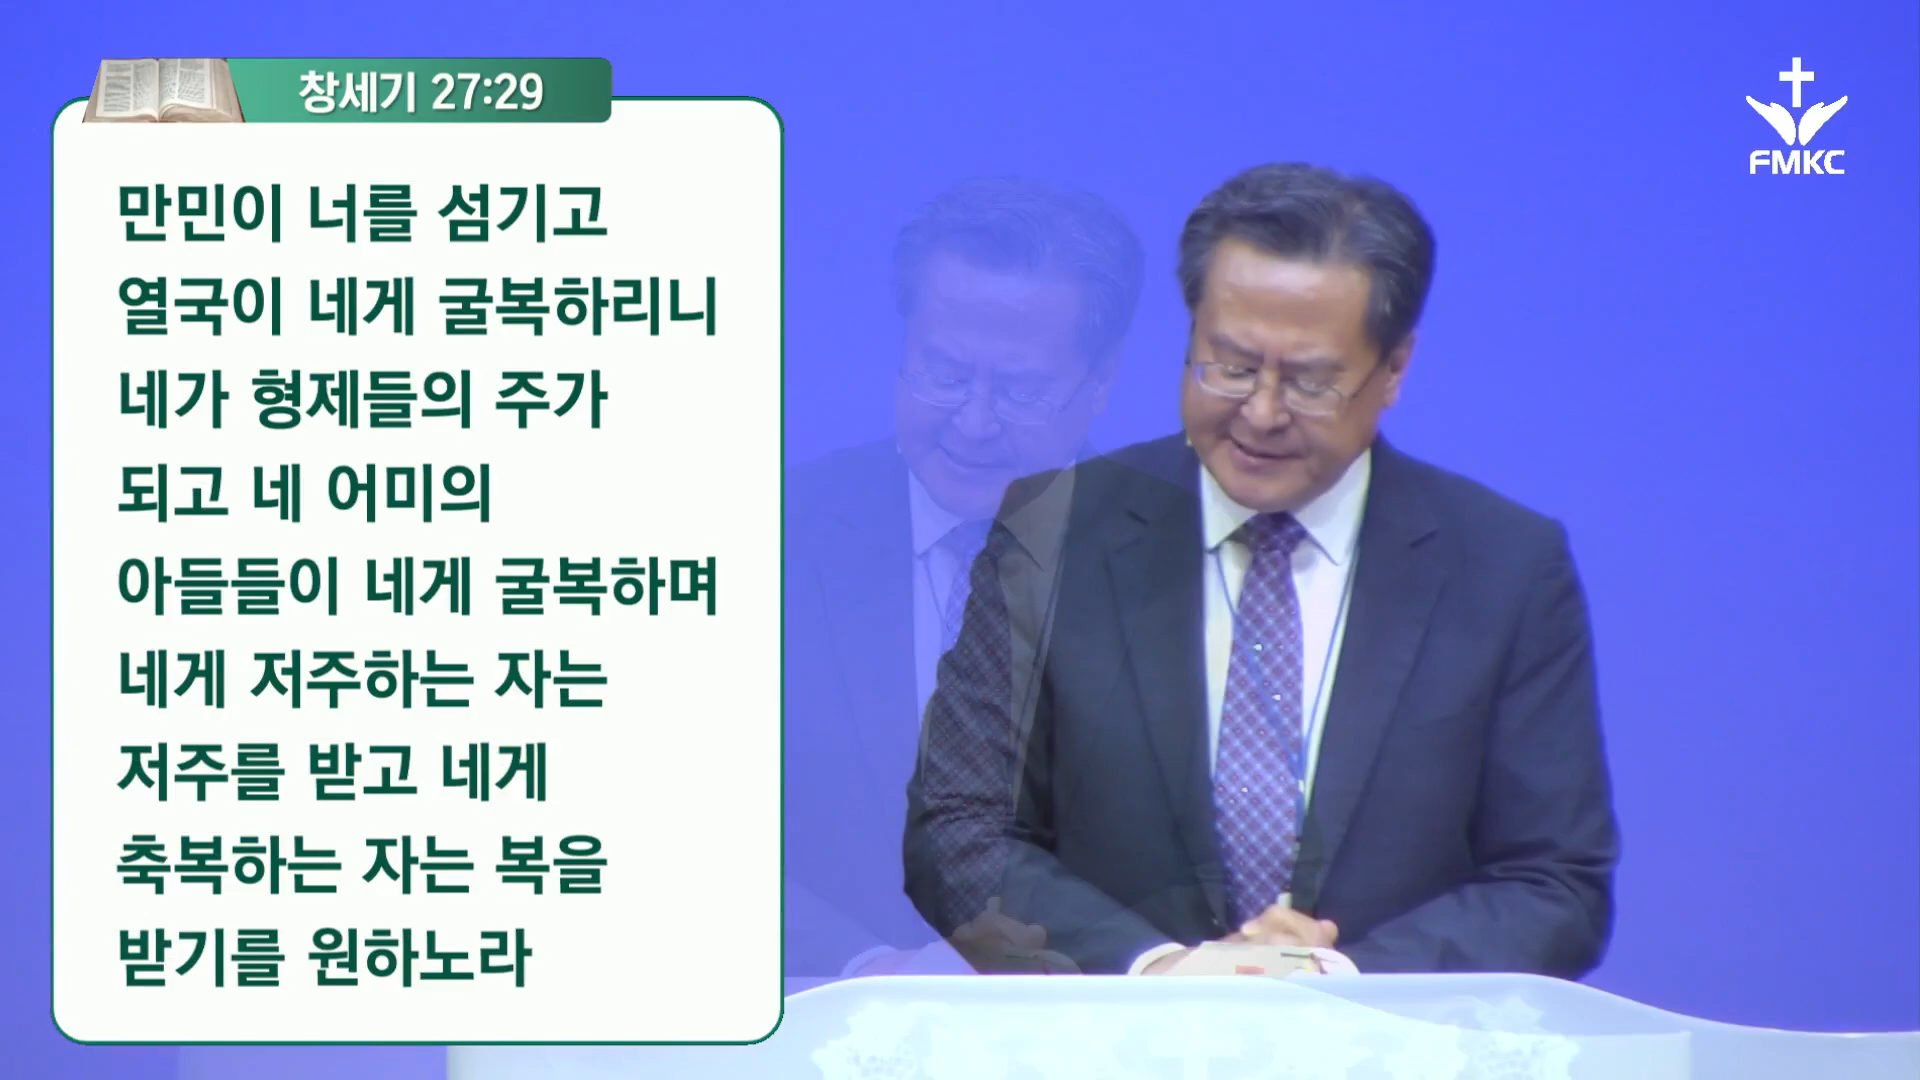 창세기 27:29
만민이 너를 섬기고
열국이 네게 굴복하리니
네가 형제들의 주가
되고 네 어미의
아들들이 네게 굴복하며
네게 저주하는 자는
저주를 받고 네게
축복하는 자는 복을
받기를 원하노라
FMKC